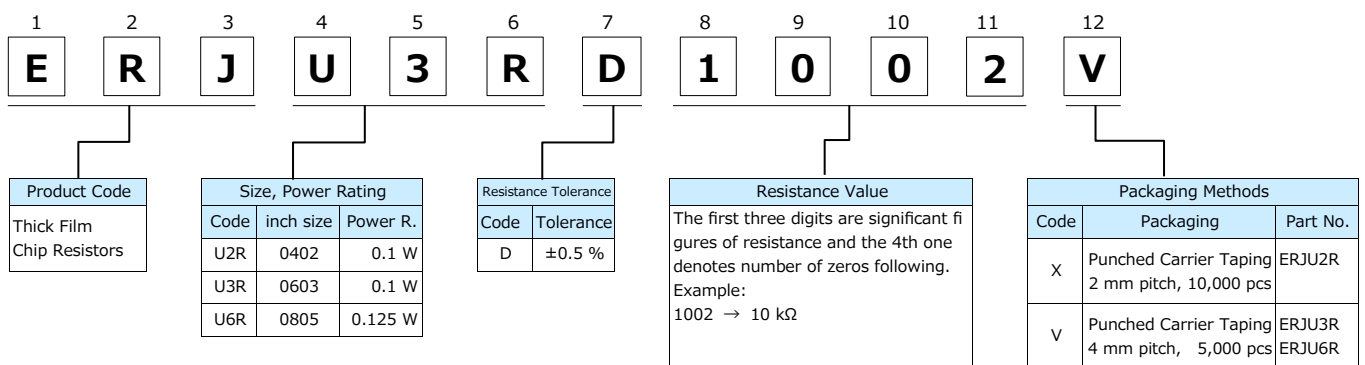 1 2 3 4 5 6 7 8 9 10 11 12
E R J U 3 R D 1 0 0 2 V
Product Code
Thick Film
Chip Resistors
Size, Power Rating
Code inch size Power R.
U2R 0402 0.1 W
U3R 0603 0.1 W
U6R 0805 0.125 W
Resistance Tolerance
Code Tolerance
D ±0.5 %
Resistance Value
The first three digits are significant fi
gures of resistance and the 4th one
denotes number of zeros following.
Example:
1002 → 10 kΩ
Packaging Methods
Code Packaging Part No.
X Punched Carrier Taping ERJU2R
2 mm pitch, 10,000 pcs
V Punched Carrier Taping ERJU3R
4 mm pitch, 5,000 pcs ERJU6R